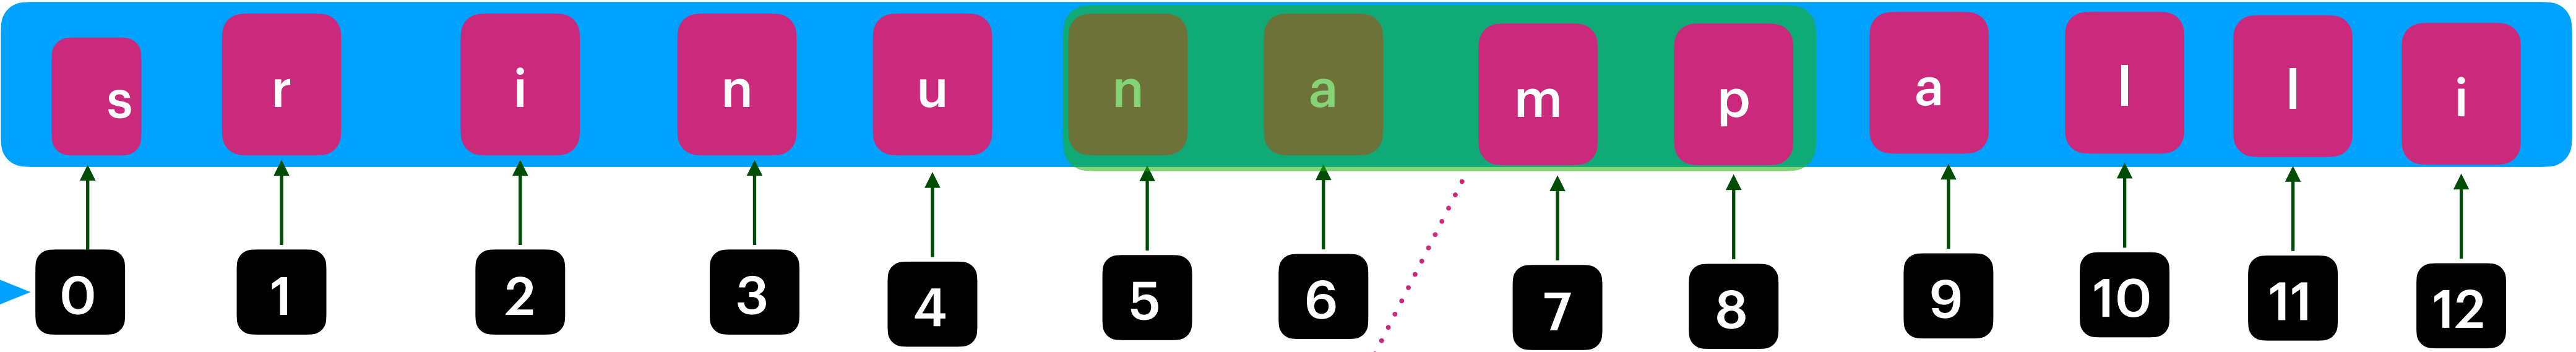 s r i n u n a m p a l l i
0 1 2 3 4 5 6 7 8 9 10 11 12